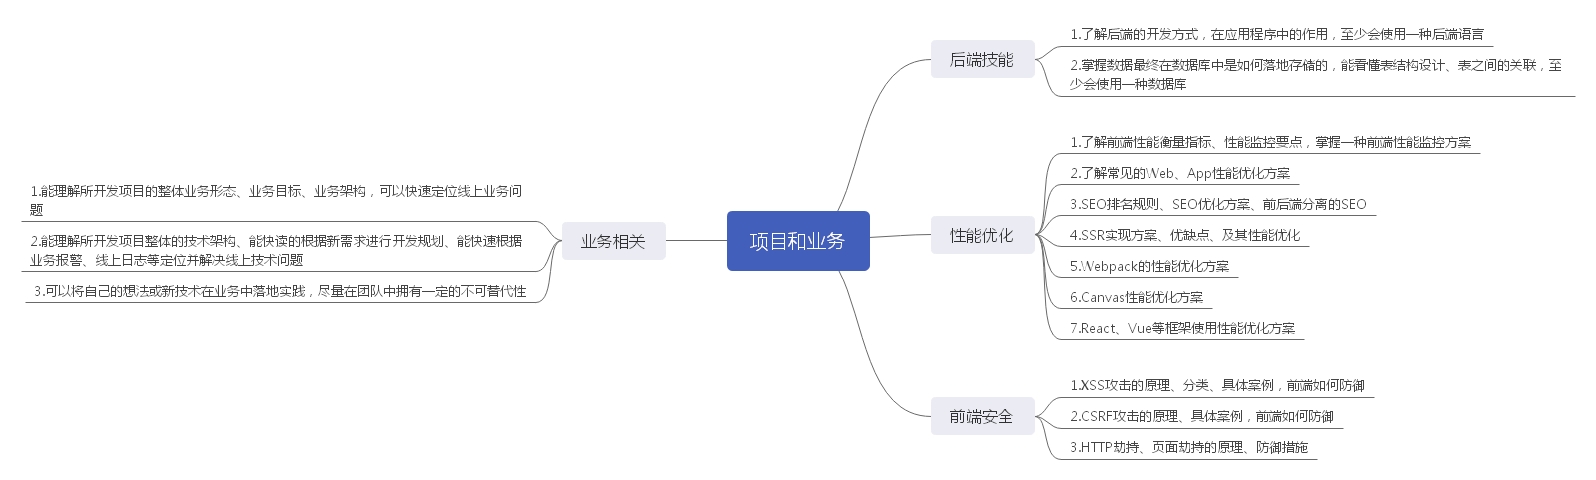 项目和业务
后端技能
1.了解后端的开发方式，在应用程序中的作用，至少会使用一种后端语言
2.掌握数据最终在数据库中是如何落地存储的，能看懂表结构设计、表之间的关联，至
少会使用一种数据库
性能优化
1.了解前端性能衡量指标、性能监控要点，掌握一种前端性能监控方案
2.了解常见的Web、App性能优化方案
3.SEO排名规则、SEO优化方案、前后端分离的SEO
4.SSR实现方案、优缺点、及其性能优化
5.Webpack的性能优化方案
6.Canvas性能优化方案
7.React、Vue等框架使用性能优化方案
前端安全
1.XSS攻击的原理、分类、具体案例，前端如何防御
2.CSRF攻击的原理、具体案例，前端如何防御
3.HTTP劫持、页面劫持的原理、防御措施
业务相关
1.能理解所开发项目的整体业务形态、业务目标、业务架构，可以快速定位线上业务问
题
2.能理解所开发项目整体的技术架构、能快读的根据新需求进行开发规划、能快速根据
业务报警、线上日志等定位并解决线上技术问题
3.可以将自己的想法或新技术在业务中落地实践，尽量在团队中拥有一定的不可替代性